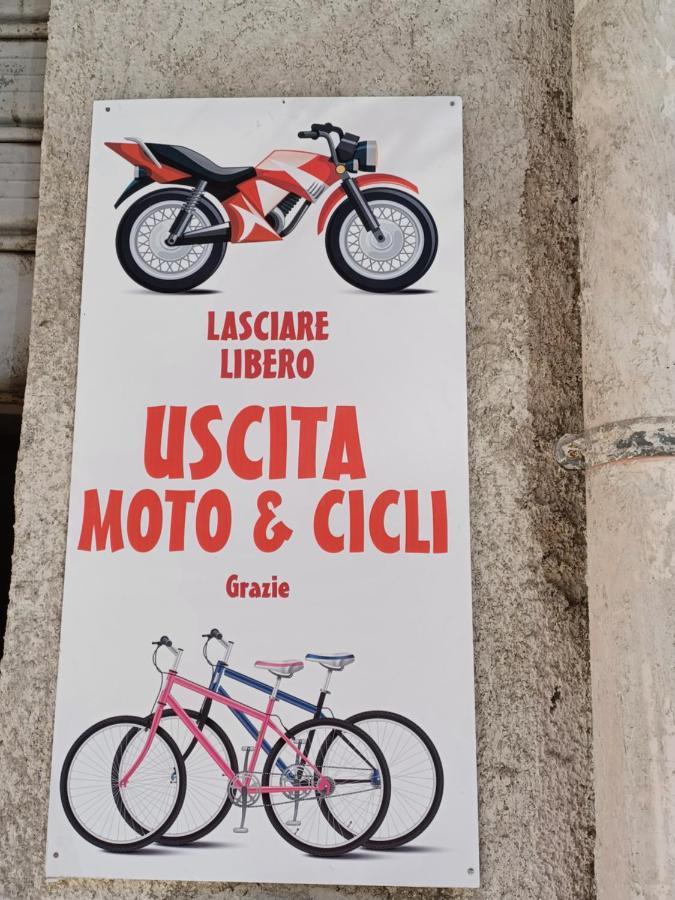 LASCIARE
LIBERO
USCITA
MOTO & CICLI
Grazie